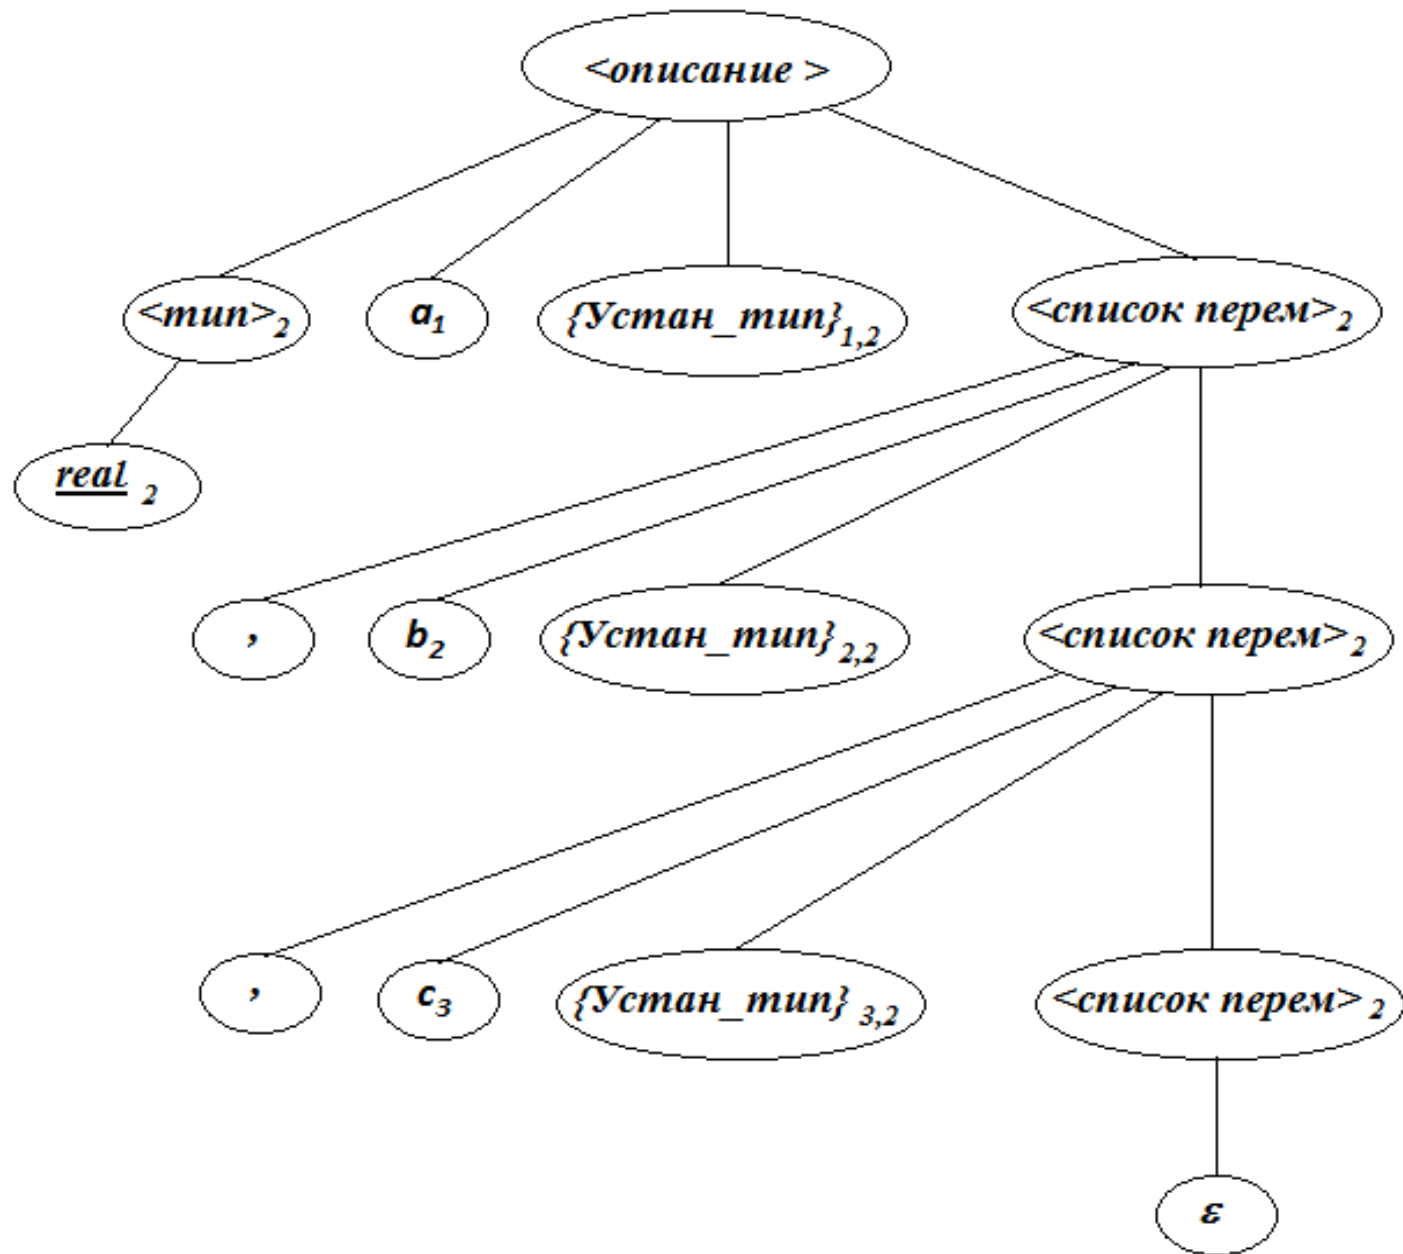 <описание >
<тип>₂
a₁
{Устан_тип}₁,₂
<список перем>₂
real ₂
,
b₂
{Устан_тип}₂,₂
<список перем>₂
,
c₃
{Устан_тип} ₃,₂
<список перем> ₂
ε